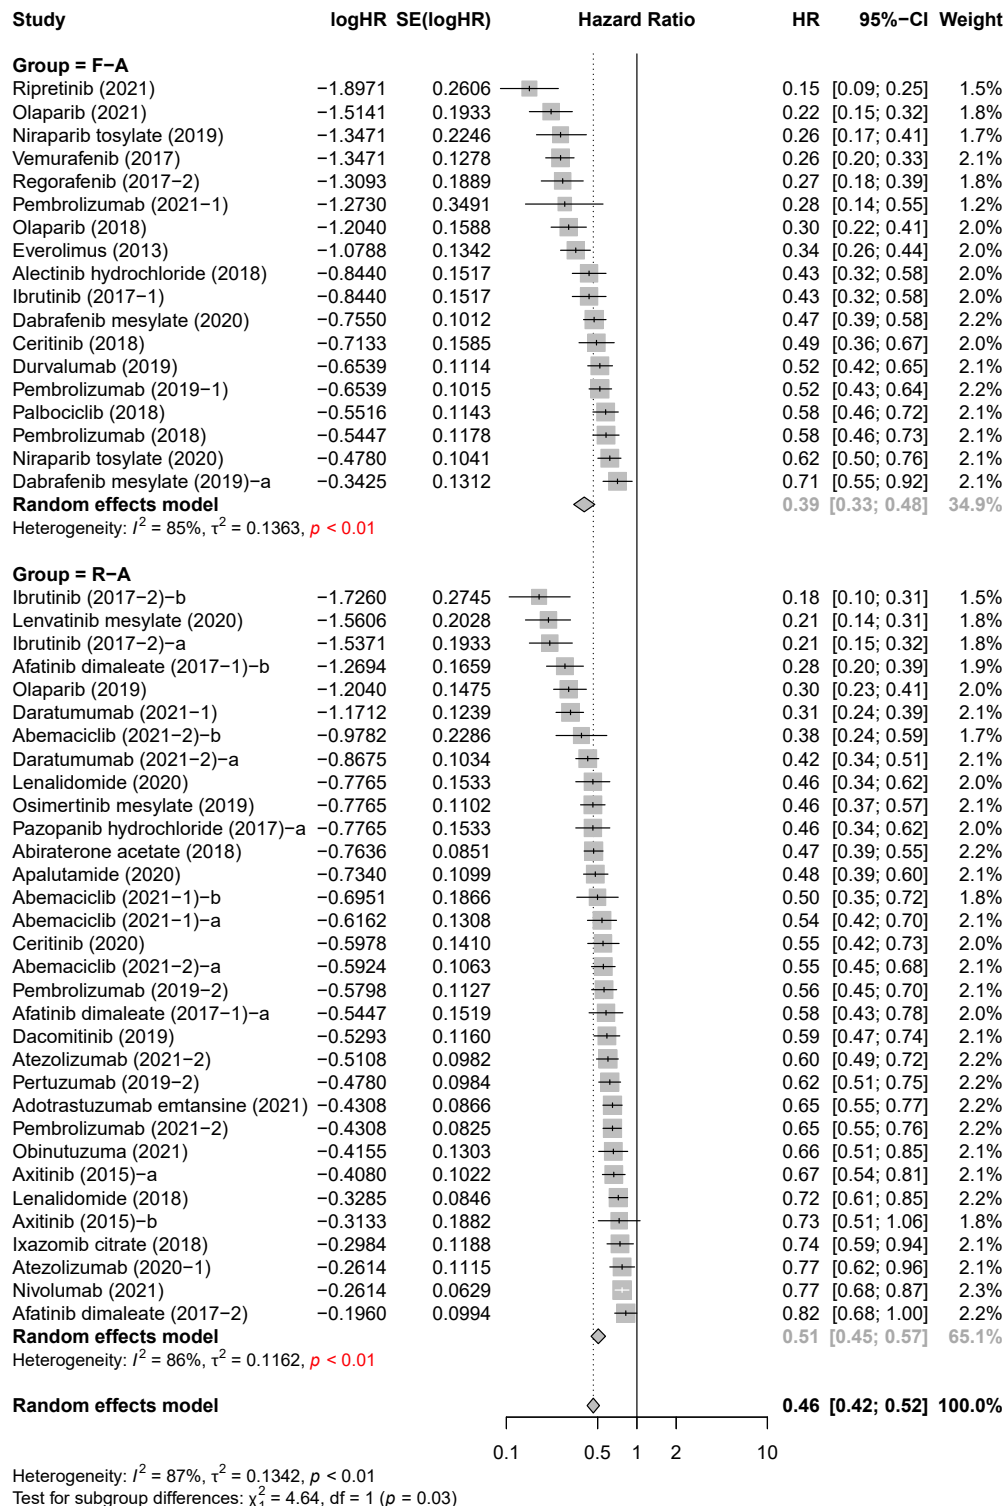 Study logHR SE(logHR) Hazard Ratio HR 95%−CI Weight
Group = F−A
Ripretinib (2021) −1.8971 0.2606 0.15 [0.09; 0.25] 1.5%
Olaparib (2021) −1.5141 0.1933 0.22 [0.15; 0.32] 1.8%
Niraparib tosylate (2019) −1.3471 0.2246 0.26 [0.17; 0.41] 1.7%
Vemurafenib (2017) −1.3471 0.1278 0.26 [0.20; 0.33] 2.1%
Regorafenib (2017−2) −1.3093 0.1889 0.27 [0.18; 0.39] 1.8%
Pembrolizumab (2021−1) −1.2730 0.3491 0.28 [0.14; 0.55] 1.2%
Olaparib (2018) −1.2040 0.1588 0.30 [0.22; 0.41] 2.0%
Everolimus (2013) −1.0788 0.1342 0.34 [0.26; 0.44] 2.0%
Alectinib hydrochloride (2018) −0.8440 0.1517 0.43 [0.32; 0.58] 2.0%
Ibrutinib (2017−1) −0.8440 0.1517 0.43 [0.32; 0.58] 2.0%
Dabrafenib mesylate (2020) −0.7550 0.1012 0.47 [0.39; 0.58] 2.2%
Ceritinib (2018) −0.7133 0.1585 0.49 [0.36; 0.67] 2.0%
Durvalumab (2019) −0.6539 0.1114 0.52 [0.42; 0.65] 2.1%
Pembrolizumab (2019−1) −0.6539 0.1015 0.52 [0.43; 0.64] 2.2%
Palbociclib (2018) −0.5516 0.1143 0.58 [0.46; 0.72] 2.1%
Pembrolizumab (2018) −0.5447 0.1178 0.58 [0.46; 0.73] 2.1%
Niraparib tosylate (2020) −0.4780 0.1041 0.62 [0.50; 0.76] 2.1%
Dabrafenib mesylate (2019)−a −0.3425 0.1312 0.71 [0.55; 0.92] 2.1%
Random effects model 0.39 [0.33; 0.48] 34.9%
Heterogeneity: I² = 85%, τ² = 0.1363, p < 0.01
Group = R−A
Ibrutinib (2017−2)−b −1.7260 0.2745 0.18 [0.10; 0.31] 1.5%
Lenvatinib mesylate (2020) −1.5606 0.2028 0.21 [0.14; 0.31] 1.8%
Ibrutinib (2017−2)−a −1.5371 0.1933 0.21 [0.15; 0.32] 1.8%
Afatinib dimaleate (2017−1)−b −1.2694 0.1659 0.28 [0.20; 0.39] 1.9%
Olaparib (2019) −1.2040 0.1475 0.30 [0.23; 0.41] 2.0%
Daratumumab (2021−1) −1.1712 0.1239 0.31 [0.24; 0.39] 2.1%
Abemaciclib (2021−2)−b −0.9782 0.2286 0.38 [0.24; 0.59] 1.7%
Daratumumab (2021−2)−a −0.8675 0.1034 0.42 [0.34; 0.51] 2.1%
Lenalidomide (2020) −0.7765 0.1533 0.46 [0.34; 0.62] 2.0%
Osimertinib mesylate (2019) −0.7765 0.1102 0.46 [0.37; 0.57] 2.1%
Pazopanib hydrochloride (2017)−a −0.7765 0.1533 0.46 [0.34; 0.62] 2.0%
Abiraterone acetate (2018) −0.7636 0.0851 0.47 [0.39; 0.55] 2.2%
Apalutamide (2020) −0.7340 0.1099 0.48 [0.39; 0.60] 2.1%
Abemaciclib (2021−1)−b −0.6951 0.1866 0.50 [0.35; 0.72] 1.8%
Abemaciclib (2021−1)−a −0.6162 0.1308 0.54 [0.42; 0.70] 2.1%
Ceritinib (2020) −0.5978 0.1410 0.55 [0.42; 0.73] 2.0%
Abemaciclib (2021−2)−a −0.5924 0.1063 0.55 [0.45; 0.68] 2.1%
Pembrolizumab (2019−2) −0.5798 0.1127 0.56 [0.45; 0.70] 2.1%
Afatinib dimaleate (2017−1)−a −0.5447 0.1519 0.58 [0.43; 0.78] 2.0%
Dacomitinib (2019) −0.5293 0.1160 0.59 [0.47; 0.74] 2.1%
Atezolizumab (2021−2) −0.5108 0.0982 0.60 [0.49; 0.72] 2.2%
Pertuzumab (2019−2) −0.4780 0.0984 0.62 [0.51; 0.75] 2.2%
Adotrastuzumab emtansine (2021) −0.4308 0.0866 0.65 [0.55; 0.77] 2.2%
Pembrolizumab (2021−2) −0.4308 0.0825 0.65 [0.55; 0.76] 2.2%
Obinutuzuma (2021) −0.4155 0.1303 0.66 [0.51; 0.85] 2.1%
Axitinib (2015)−a −0.4080 0.1022 0.67 [0.54; 0.81] 2.1%
Lenalidomide (2018) −0.3285 0.0846 0.72 [0.61; 0.85] 2.2%
Axitinib (2015)−b −0.3133 0.1882 0.73 [0.51; 1.06] 1.8%
Ixazomib citrate (2018) −0.2984 0.1188 0.74 [0.59; 0.94] 2.1%
Atezolizumab (2020−1) −0.2614 0.1115 0.77 [0.62; 0.96] 2.1%
Nivolumab (2021) −0.2614 0.0629 0.77 [0.68; 0.87] 2.3%
Afatinib dimaleate (2017−2) −0.1960 0.0994 0.82 [0.68; 1.00] 2.2%
Random effects model 0.51 [0.45; 0.57] 65.1%
Heterogeneity: I² = 86%, τ² = 0.1162, p < 0.01
Random effects model 0.46 [0.42; 0.52] 100.0%
0.1 0.5 1 2 10
Heterogeneity: I² = 87%, τ² = 0.1342, p < 0.01
Test for subgroup differences: χ²₁ = 4.64, df = 1 (p = 0.03)